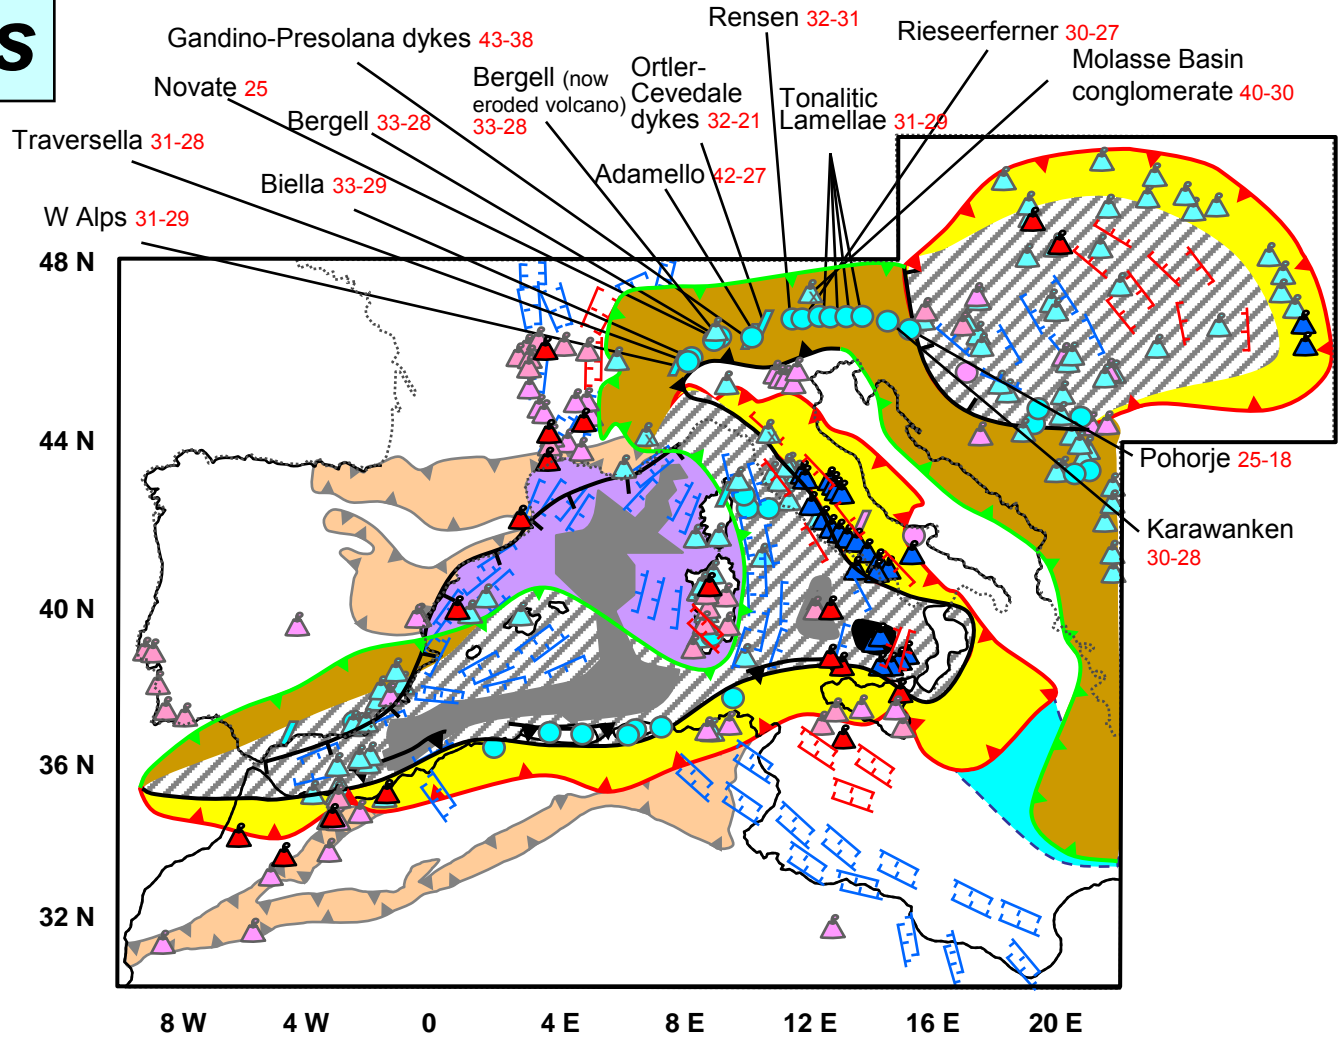 s
Rensen 32-31
Gandino-Presolana dykes 43-38
Rieseerferner 30-27
Novate 25
Bergell (now
eroded volcano)
33-28
Ortler-
Cevedale
dykes 32-21
Molasse Basin
conglomerate 40-30
Tonalitic
Lamellae 31-29
Bergell 33-28
Traversella 31-28
Adamello 42-27
Biella 33-29
W Alps 31-29
48 N
44 N
Pohorje 25-18
Karawanken
30-28
40 N
36 N
32 N
8 W 4 W 0 4 E 8 E 12 E 16 E 20 E